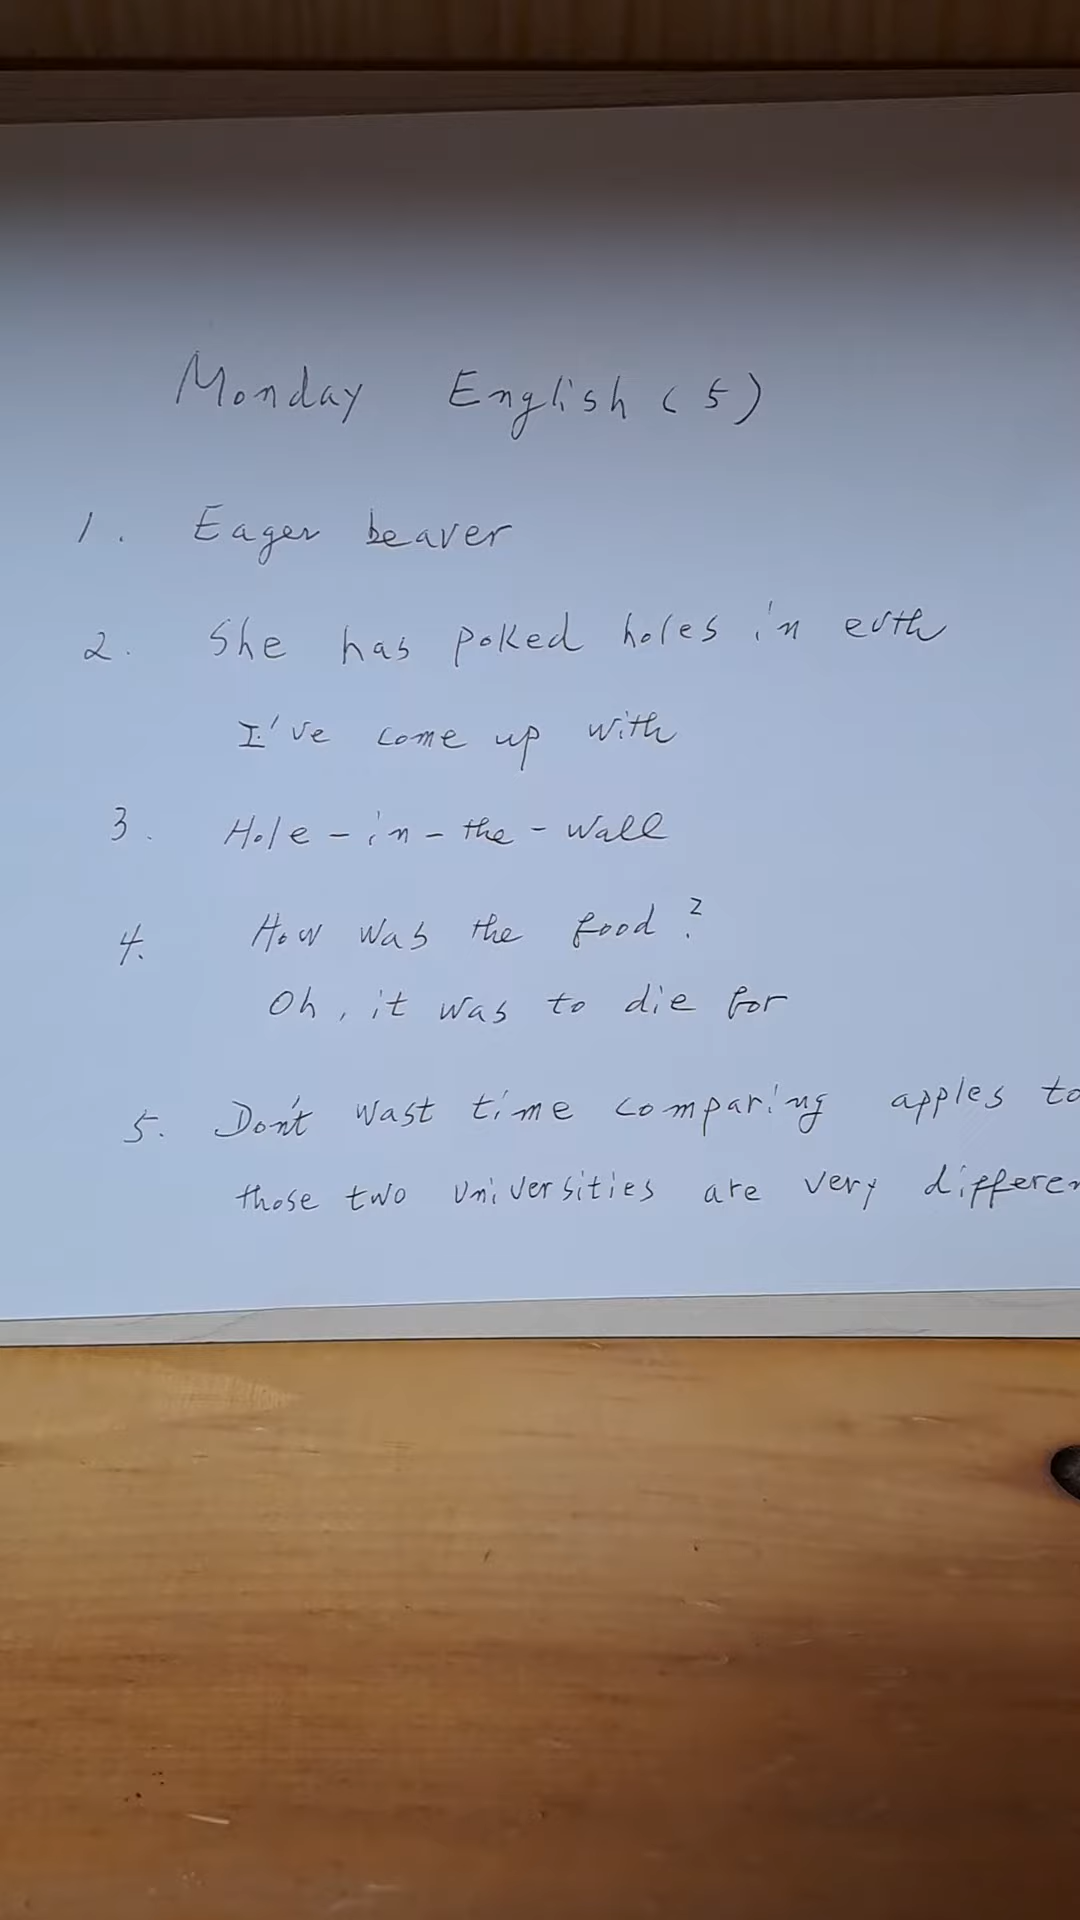 Monday English (5)
1. Eager beaver
2. She has poked holes in evth
I've come up with
3. Hole-in-the-wall
4. How was the food?
Oh, it was to die for
5. Don't wast time comparing apples to
those two universities are very differen